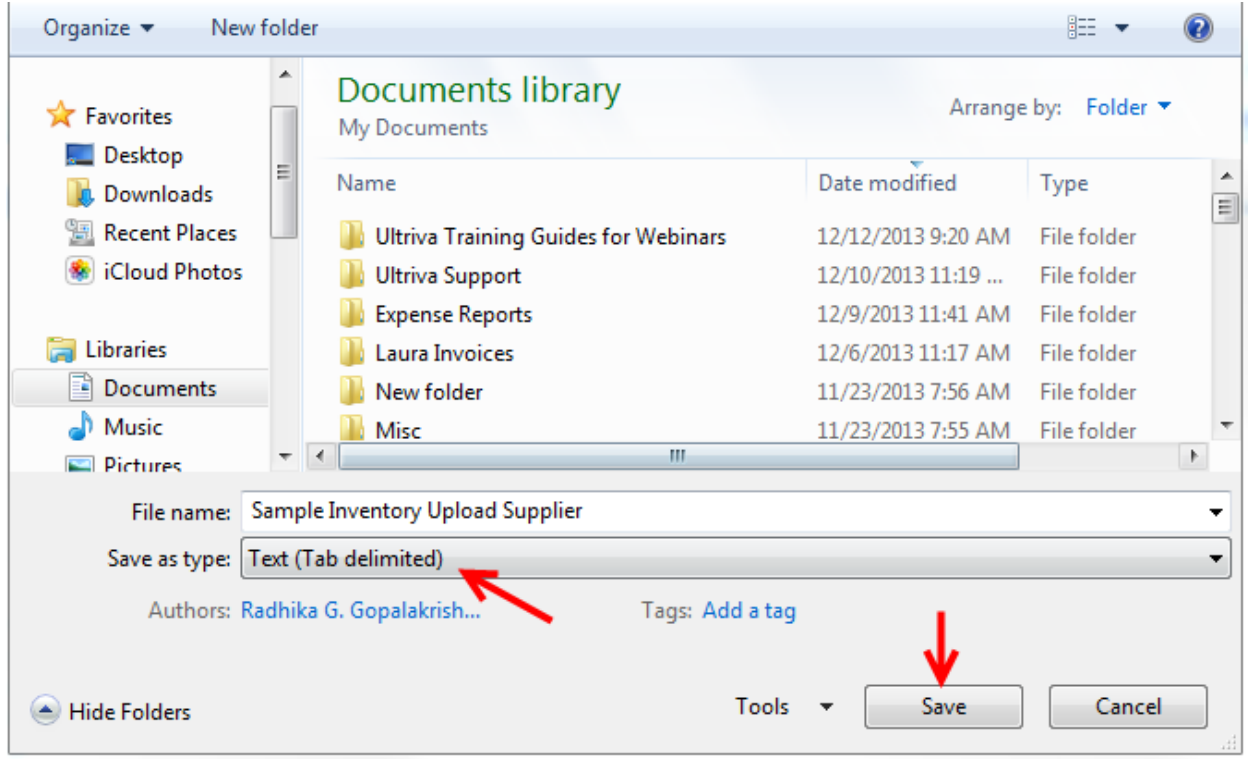 Organize New folder
Documents library
My Documents
Arrange by: Folder
Favorites
Desktop
Downloads
Recent Places
iCloud Photos
Libraries
Documents
Music
Pictures
Name Date modified Type
Ultriva Training Guides for Webinars 12/12/2013 9:20 AM File folder
Ultriva Support 12/10/2013 11:19 ... File folder
Expense Reports 12/9/2013 11:41 AM File folder
Laura Invoices 12/6/2013 11:17 AM File folder
New folder 11/23/2013 7:56 AM File folder
Misc 11/23/2013 7:55 AM File folder
File name: Sample Inventory Upload Supplier
Save as type: Text (Tab delimited)
Authors: Radhika G. Gopalakrish... Tags: Add a tag
Hide Folders Tools Save Cancel